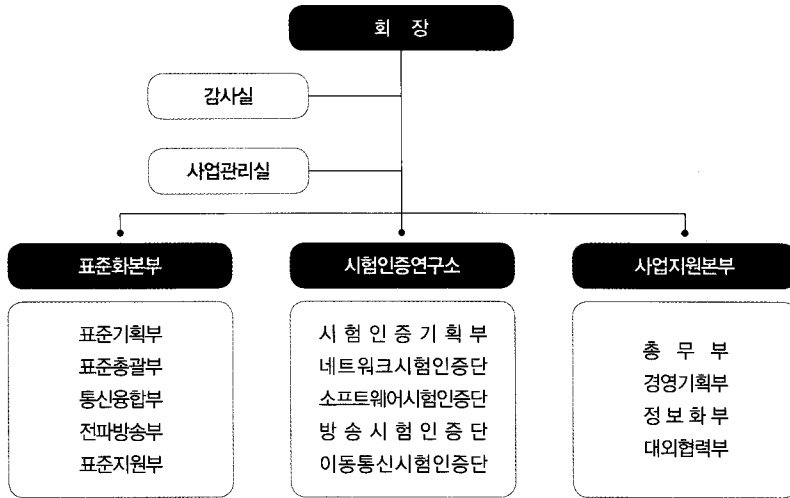 회 장
감사실
사업관리실
표준화본부
표준기획부
표준총괄부
통신융합부
전파방송부
표준지원부
시험인증연구소
시험인증기획부
네트워크시험인증단
소프트웨어시험인증단
방송시험인증단
이동통신시험인증단
사업지원본부
총 무 부
경영기획부
정보화부
대외협력부